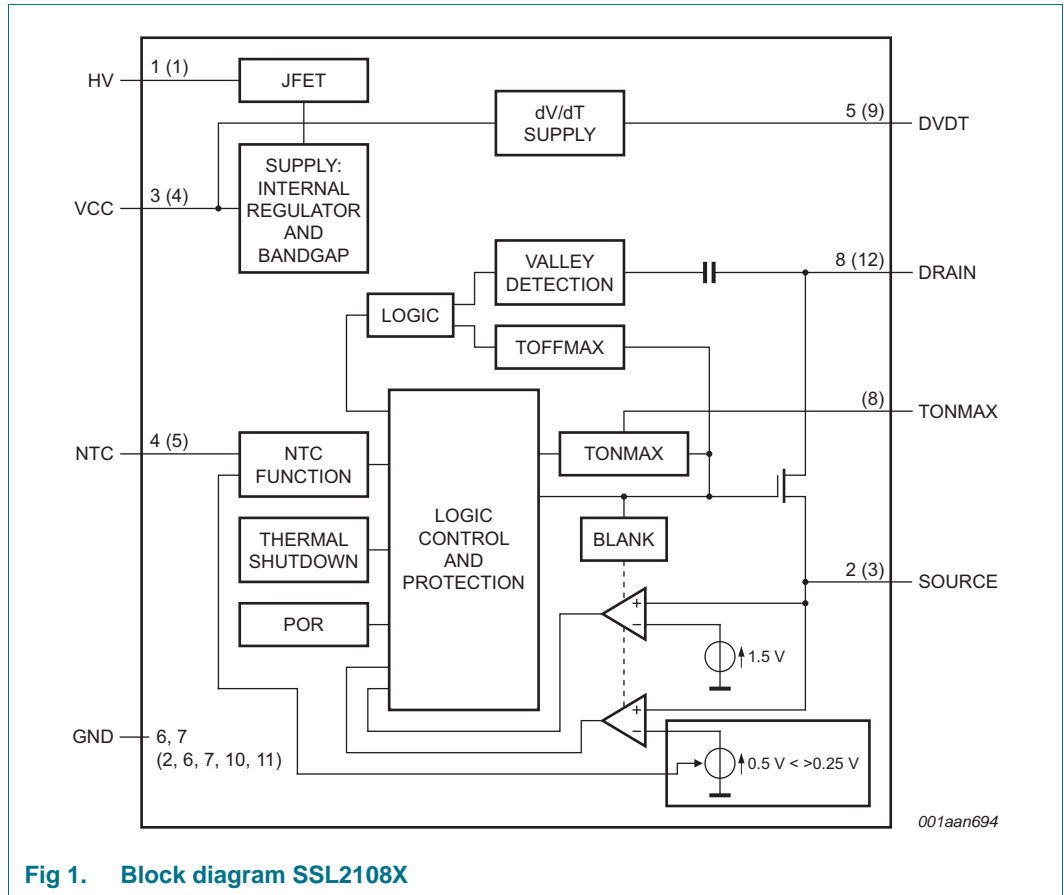 HV
1 (1)
JFET
dV/dT
SUPPLY
5 (9)
DVDT
SUPPLY:
INTERNAL
REGULATOR
AND
BANDGAP
VCC
3 (4)
VALLEY
DETECTION
8 (12)
DRAIN
LOGIC
TOFFMAX
(8)
TONMAX
NTC
4 (5)
NTC
FUNCTION
TONMAX
LOGIC
CONTROL
AND
PROTECTION
THERMAL
SHUTDOWN
BLANK
2 (3)
SOURCE
POR
+
−
1.5 V
+
−
GND
6, 7
(2, 6, 7, 10, 11)
0.5 V < >0.25 V
001aan694
Fig 1. Block diagram SSL2108X